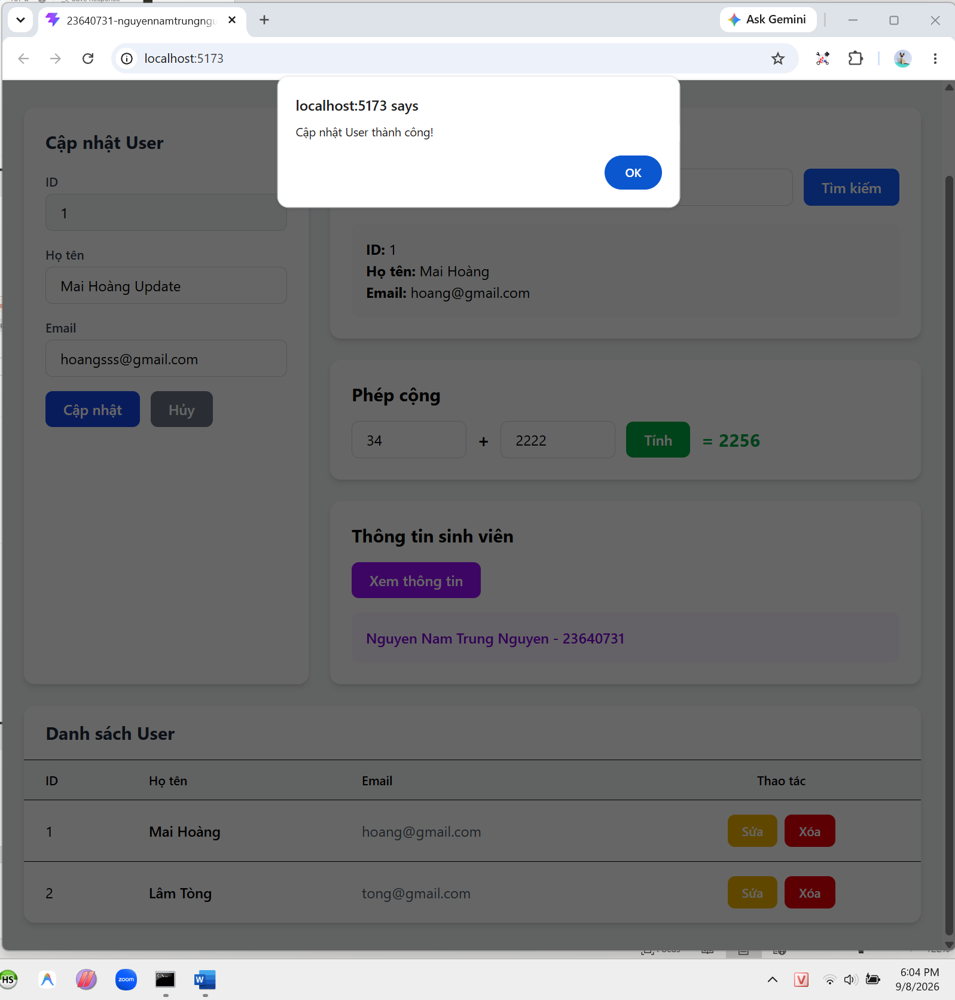 23640731-nguyennamtrungngu
Ask Gemini
localhost:5173
localhost:5173 says
Cập nhật User thành công!
OK
Cập nhật User
ID
1
Họ tên
Mai Hoàng Update
Email
hoangsss@gmail.com
Cập nhật
Hủy
Tìm kiếm
ID: 1
Họ tên: Mai Hoàng
Email: hoang@gmail.com
Phép cộng
34
+
2222
Tính
= 2256
Thông tin sinh viên
Xem thông tin
Nguyen Nam Trung Nguyen - 23640731
Danh sách User
ID Họ tên Email Thao tác
1 Mai Hoàng hoang@gmail.com Sửa Xóa
2 Lâm Tòng tong@gmail.com Sửa Xóa
HS
zoom
W
V
6:04 PM
9/8/2026